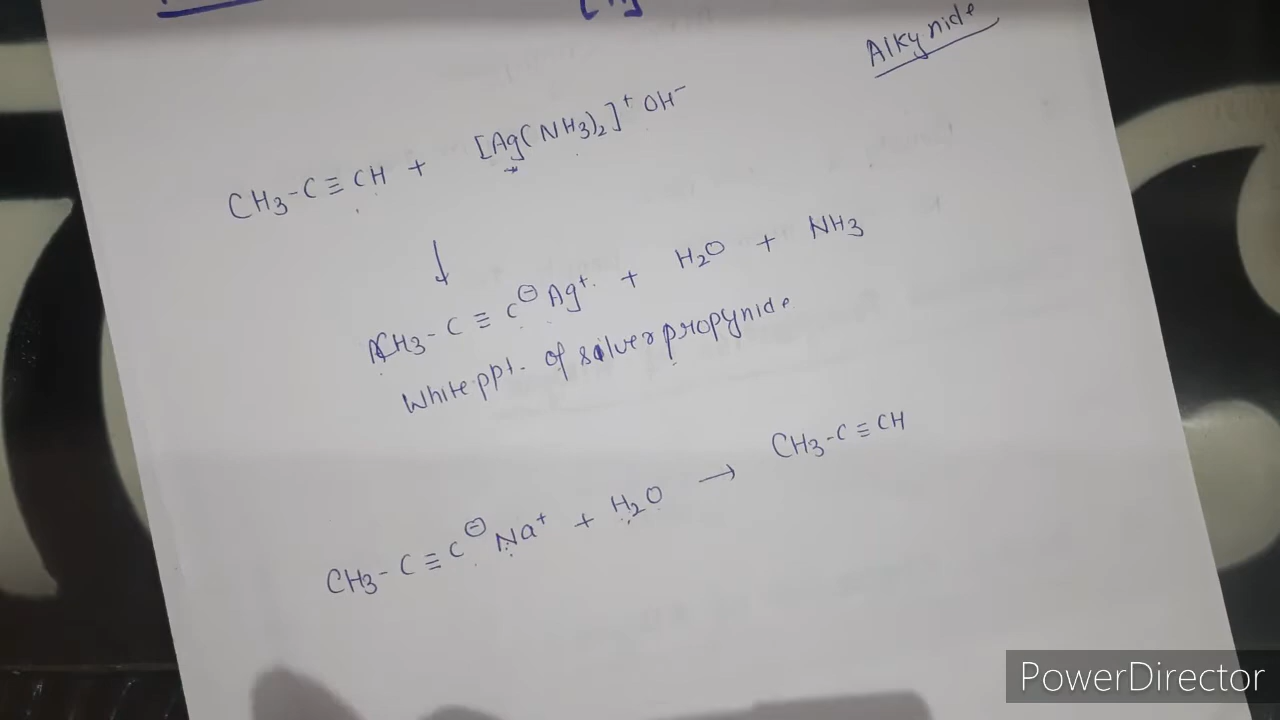 Alkynide
CH3-C≡CH + [Ag(NH3)2]+ OH-
↓
CH3-C≡C⊖ Ag+ + H2O + NH3
White ppt. of silver propynide
CH3-C≡C⊖ Na+ + H2O → CH3-C≡CH
PowerDirector